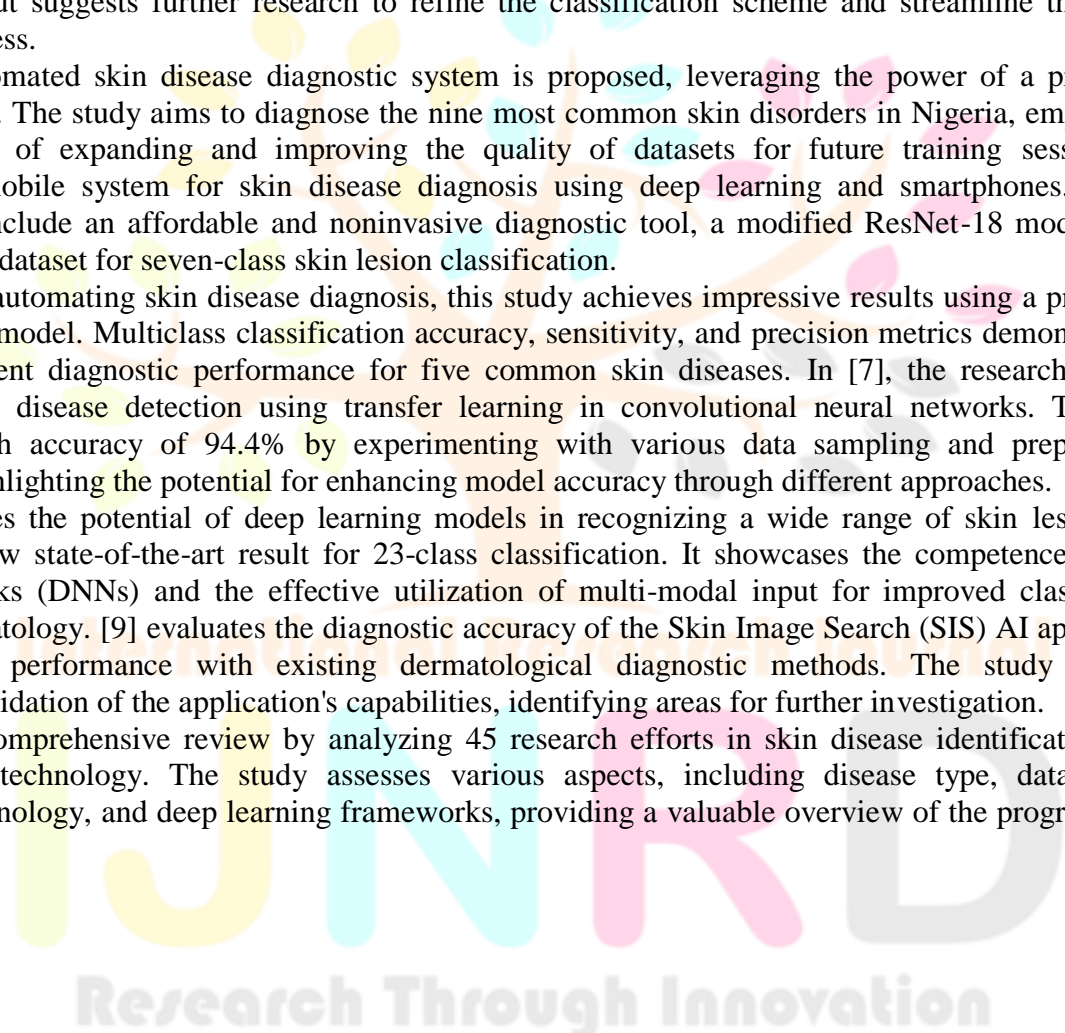 ut suggests further research to refine the classification scheme and streamline th
ess.
omated skin disease diagnostic system is proposed, leveraging the power of a p
. The study aims to diagnose the nine most common skin disorders in Nigeria, em
of expanding and improving the quality of datasets for future training sess
obile system for skin disease diagnosis using deep learning and smartphones.
nclude an affordable and noninvasive diagnostic tool, a modified ResNet-18 mod
dataset for seven-class skin lesion classification.
automating skin disease diagnosis, this study achieves impressive results using a p
model. Multiclass classification accuracy, sensitivity, and precision metrics demon
ent diagnostic performance for five common skin diseases. In [7], the research
disease detection using transfer learning in convolutional neural networks. T
h accuracy of 94.4% by experimenting with various data sampling and prep
hlighting the potential for enhancing model accuracy through different approaches.
es the potential of deep learning models in recognizing a wide range of skin les
w state-of-the-art result for 23-class classification. It showcases the competence
ks (DNNs) and the effective utilization of multi-modal input for improved clas
atology. [9] evaluates the diagnostic accuracy of the Skin Image Search (SIS) AI ap
International Research Journal
performance with existing dermatological diagnostic methods. The study
idation of the application's capabilities, identifying areas for further investigation.
omprehensive review by analyzing 45 research efforts in skin disease identificat
technology. The study assesses various aspects, including disease type, data
nology, and deep learning frameworks, providing a valuable overview of the progr
IJNRD
Research Through Innovation